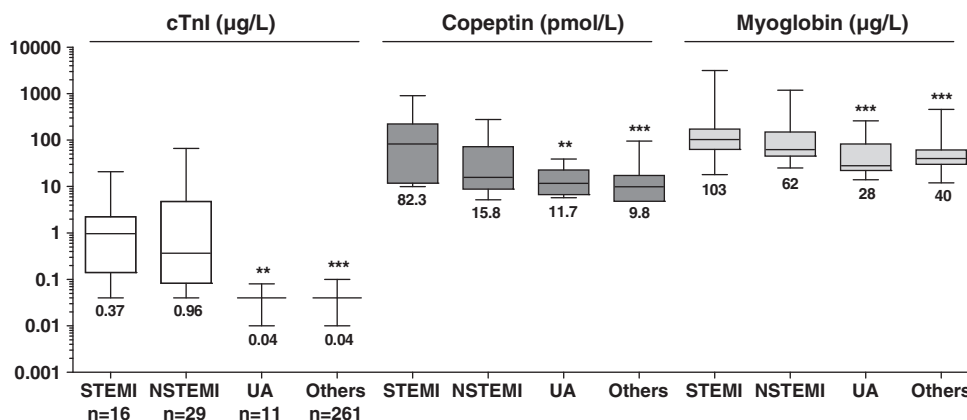 cTnI (µg/L) Copeptin (pmol/L) Myoglobin (µg/L)
10000
1000
100
10
1
0.1
0.01
0.001
** ***
** ***
*** ***
0.37 0.96 0.04 0.04
82.3 15.8 11.7 9.8
103 62 28 40
STEMI NSTEMI UA Others STEMI NSTEMI UA Others STEMI NSTEMI UA Others
n=16 n=29 n=11 n=261